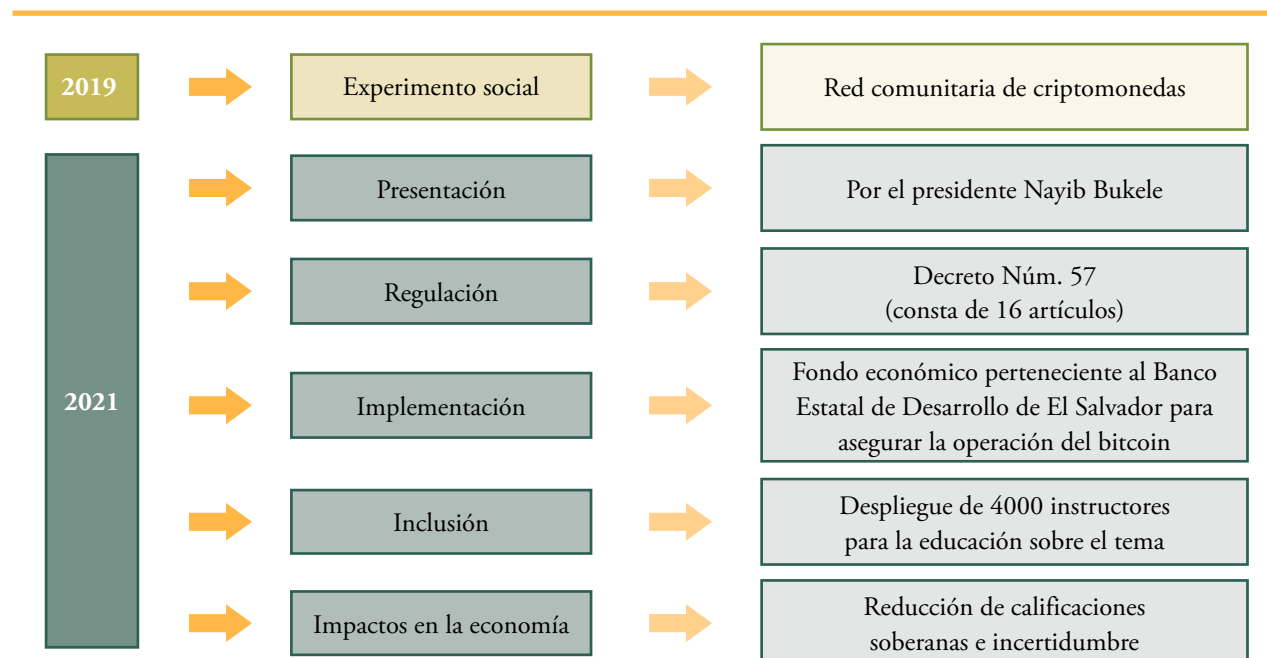 2019
Experimento social
Red comunitaria de criptomonedas
2021
Presentación
Por el presidente Nayib Bukele
Regulación
Decreto Núm. 57
(consta de 16 artículos)
Implementación
Fondo económico perteneciente al Banco
Estatal de Desarrollo de El Salvador para
asegurar la operación del bitcoin
Inclusión
Despliegue de 4000 instructores
para la educación sobre el tema
Impactos en la economía
Reducción de calificaciones
soberanas e incertidumbre